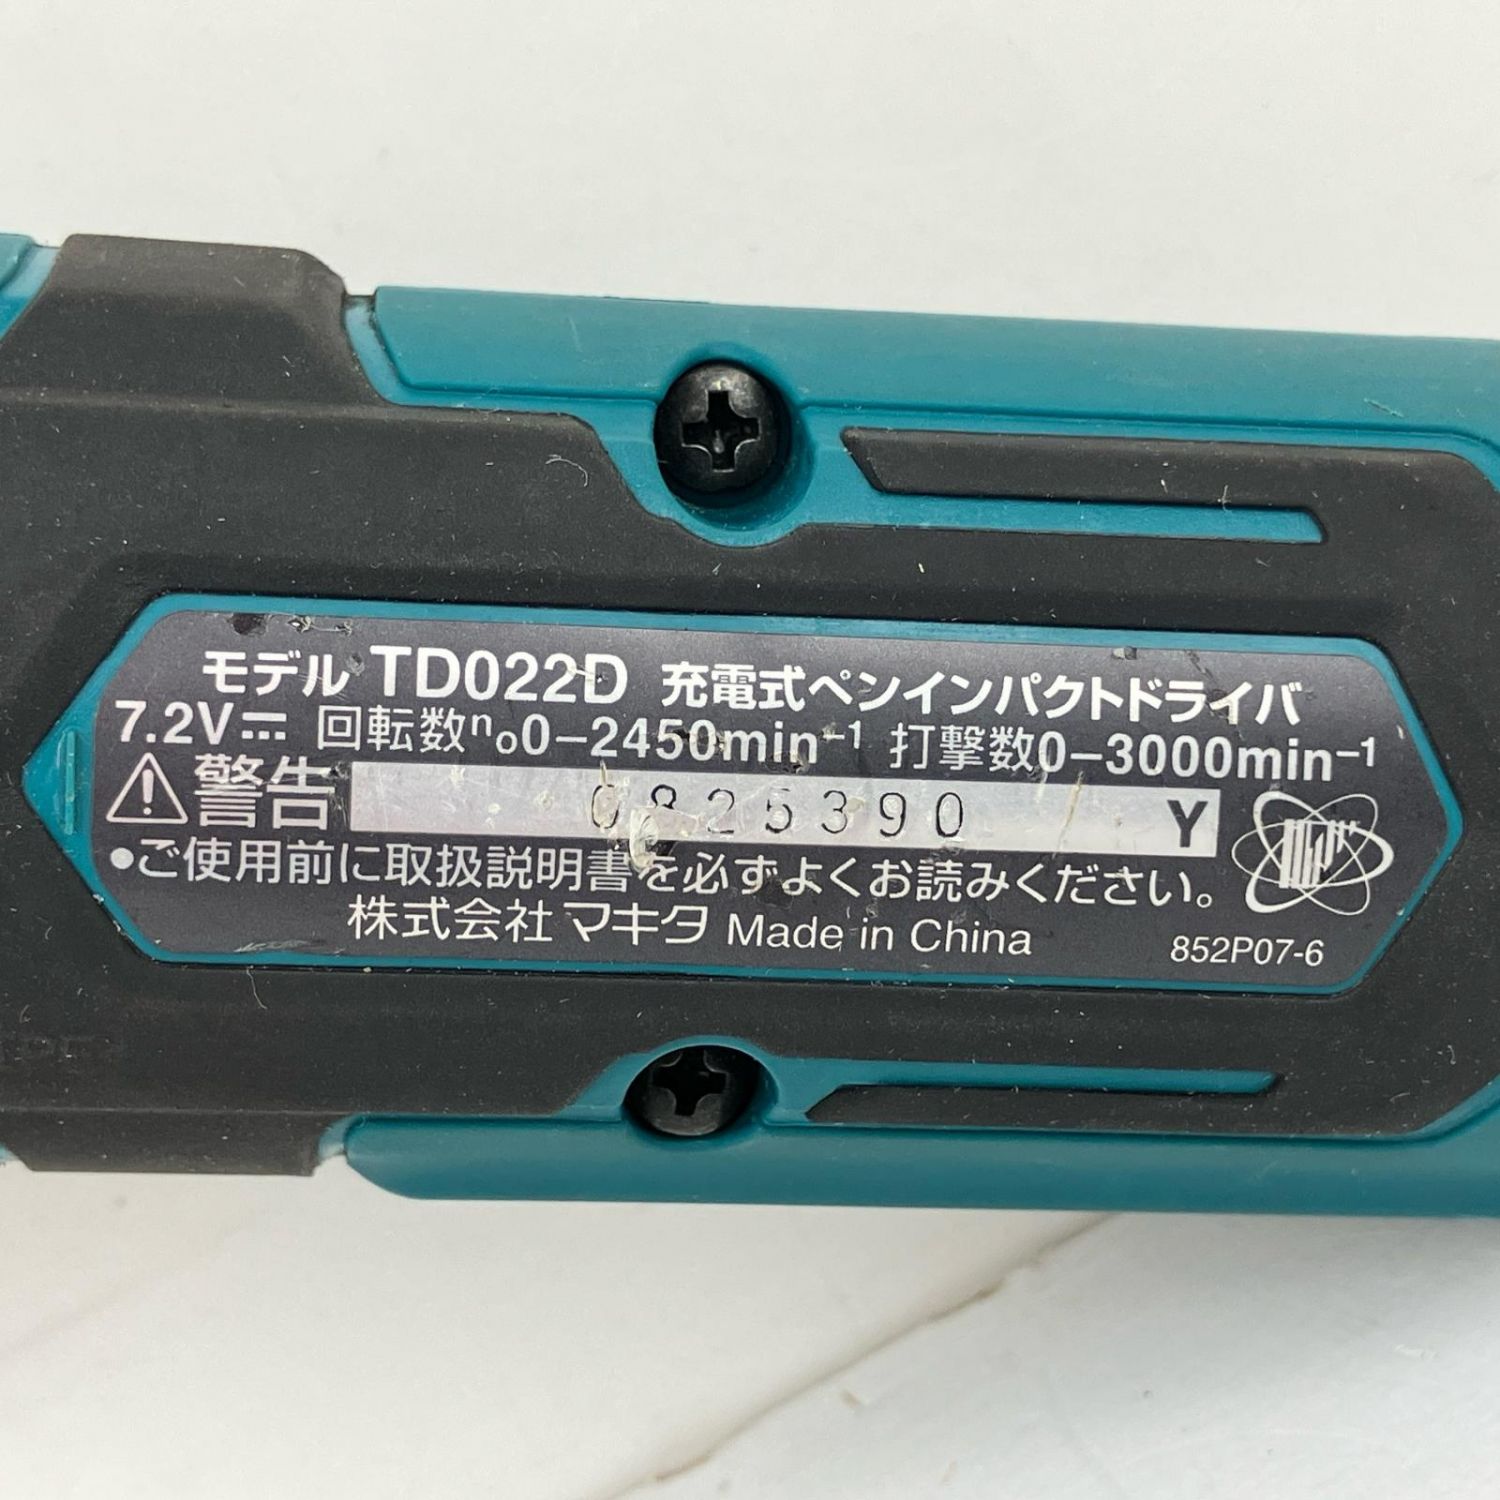 モデル TD022D 充電式ペンインパクトドライバ
7.2V⎓ 回転数n₀0-2450min⁻¹ 打撃数0-3000min⁻¹
⚠警告 0825390 Y
●ご使用前に取扱説明書を必ずよくお読みください。
株式会社マキタ Made in China 852P07-6